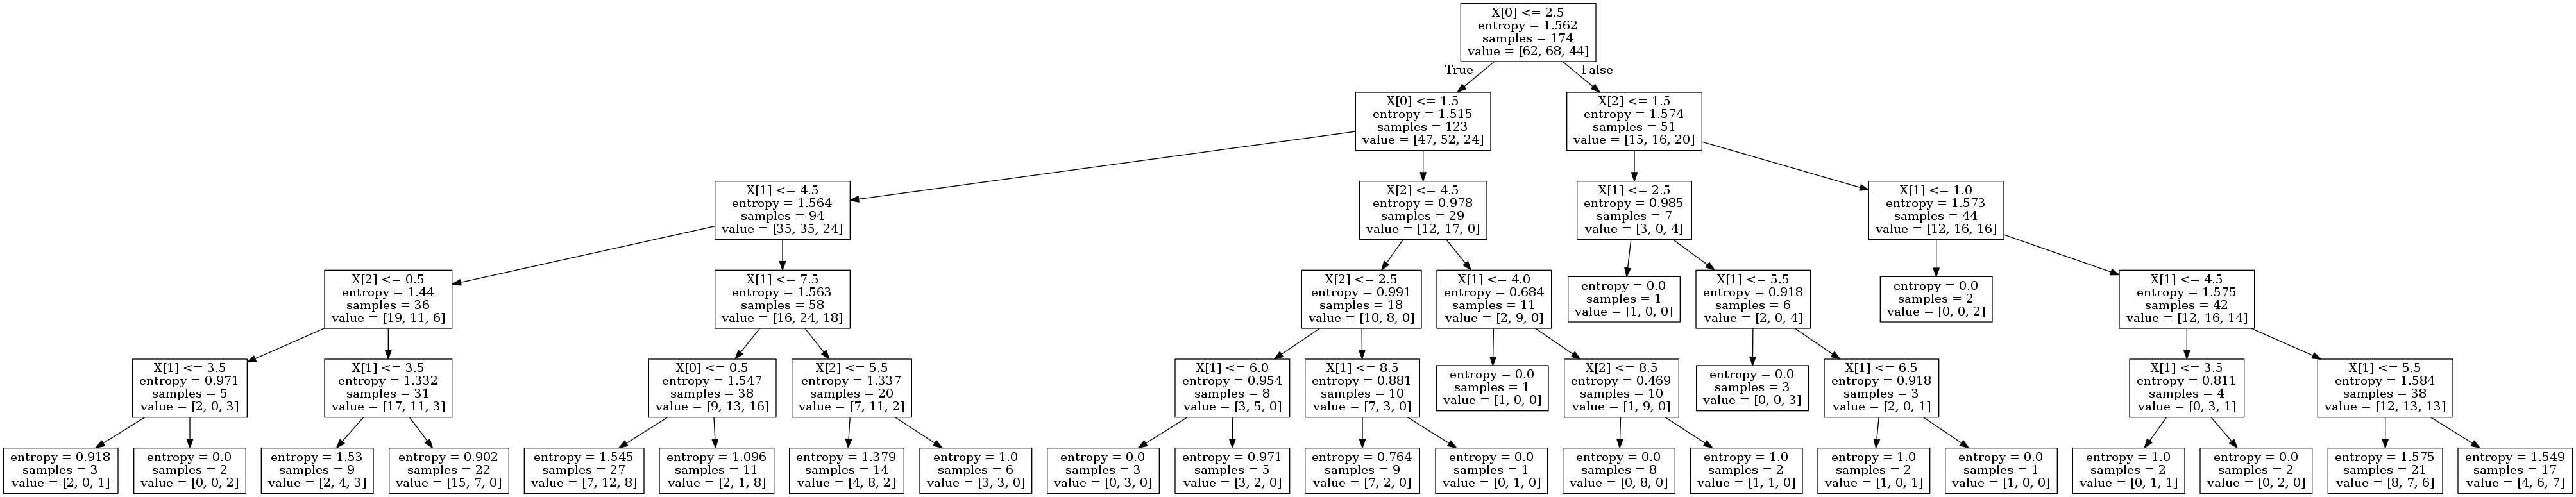 X[0] <= 2.5
entropy = 1.562
samples = 174
value = [62, 68, 44]
True
False
X[0] <= 1.5
entropy = 1.515
samples = 123
value = [47, 52, 24]
X[2] <= 1.5
entropy = 1.574
samples = 51
value = [15, 16, 20]
X[1] <= 4.5
entropy = 1.564
samples = 94
value = [35, 35, 24]
X[2] <= 4.5
entropy = 0.978
samples = 29
value = [12, 17, 0]
X[1] <= 2.5
entropy = 0.985
samples = 7
value = [3, 0, 4]
X[1] <= 1.0
entropy = 1.573
samples = 44
value = [12, 16, 16]
X[2] <= 0.5
entropy = 1.44
samples = 36
value = [19, 11, 6]
X[1] <= 7.5
entropy = 1.563
samples = 58
value = [16, 24, 18]
X[2] <= 2.5
entropy = 0.991
samples = 18
value = [10, 8, 0]
X[1] <= 4.0
entropy = 0.684
samples = 11
value = [2, 9, 0]
entropy = 0.0
samples = 1
value = [1, 0, 0]
X[1] <= 5.5
entropy = 0.918
samples = 6
value = [2, 0, 4]
entropy = 0.0
samples = 2
value = [0, 0, 2]
X[1] <= 4.5
entropy = 1.575
samples = 42
value = [12, 16, 14]
X[1] <= 3.5
entropy = 0.971
samples = 5
value = [2, 0, 3]
X[1] <= 3.5
entropy = 1.332
samples = 31
value = [17, 11, 3]
X[0] <= 0.5
entropy = 1.547
samples = 38
value = [9, 13, 16]
X[2] <= 5.5
entropy = 1.337
samples = 20
value = [7, 11, 2]
X[1] <= 6.0
entropy = 0.954
samples = 8
value = [3, 5, 0]
X[1] <= 8.5
entropy = 0.881
samples = 10
value = [7, 3, 0]
entropy = 0.0
samples = 1
value = [1, 0, 0]
X[2] <= 8.5
entropy = 0.469
samples = 10
value = [1, 9, 0]
entropy = 0.0
samples = 3
value = [0, 0, 3]
X[1] <= 6.5
entropy = 0.918
samples = 3
value = [2, 0, 1]
X[1] <= 3.5
entropy = 0.811
samples = 4
value = [0, 3, 1]
X[1] <= 5.5
entropy = 1.584
samples = 38
value = [12, 13, 13]
entropy = 0.918
samples = 3
value = [2, 0, 1]
entropy = 0.0
samples = 2
value = [0, 0, 2]
entropy = 1.53
samples = 9
value = [2, 4, 3]
entropy = 0.902
samples = 22
value = [15, 7, 0]
entropy = 1.545
samples = 27
value = [7, 12, 8]
entropy = 1.096
samples = 11
value = [2, 1, 8]
entropy = 1.379
samples = 14
value = [4, 8, 2]
entropy = 1.0
samples = 6
value = [3, 3, 0]
entropy = 0.0
samples = 3
value = [0, 3, 0]
entropy = 0.971
samples = 5
value = [3, 2, 0]
entropy = 0.764
samples = 9
value = [7, 2, 0]
entropy = 0.0
samples = 1
value = [0, 1, 0]
entropy = 0.0
samples = 8
value = [0, 8, 0]
entropy = 1.0
samples = 2
value = [1, 1, 0]
entropy = 1.0
samples = 2
value = [1, 0, 1]
entropy = 0.0
samples = 1
value = [1, 0, 0]
entropy = 1.0
samples = 2
value = [0, 1, 1]
entropy = 0.0
samples = 2
value = [0, 2, 0]
entropy = 1.575
samples = 21
value = [8, 7, 6]
entropy = 1.549
samples = 17
value = [4, 6, 7]